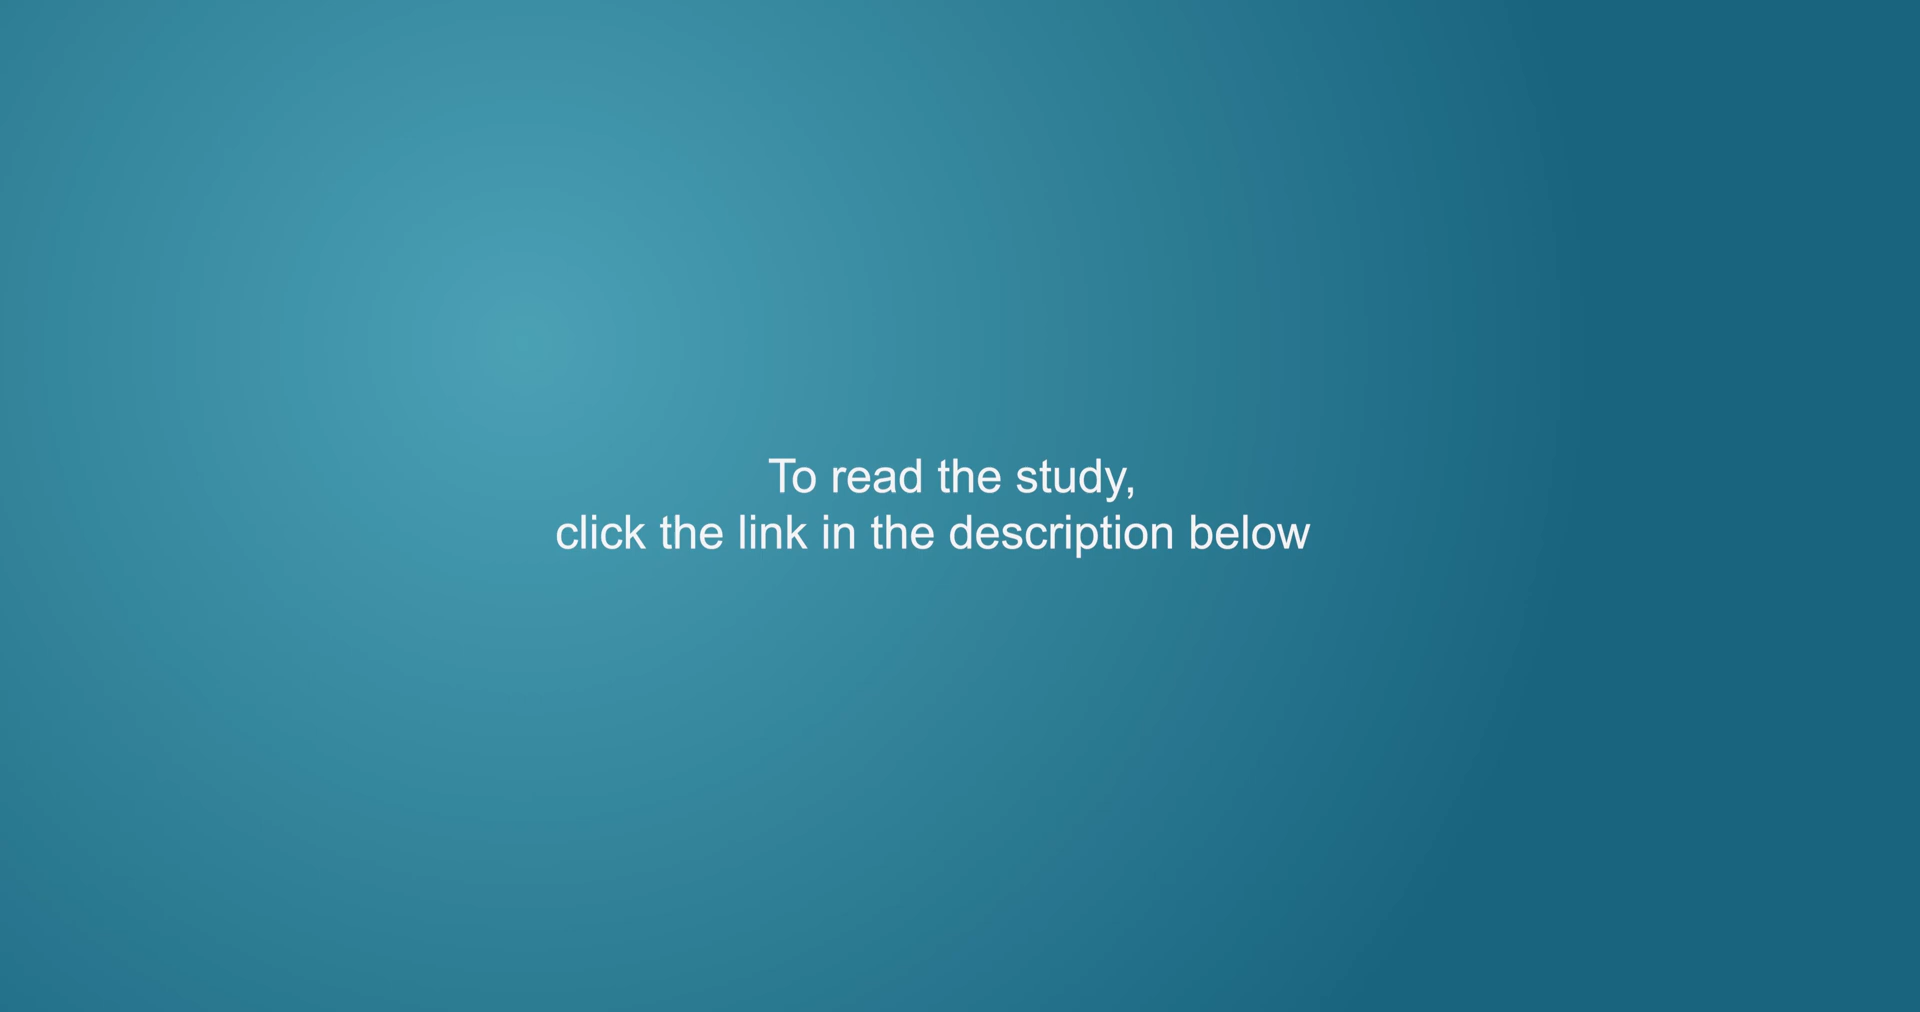 To read the study,
click the link in the description below